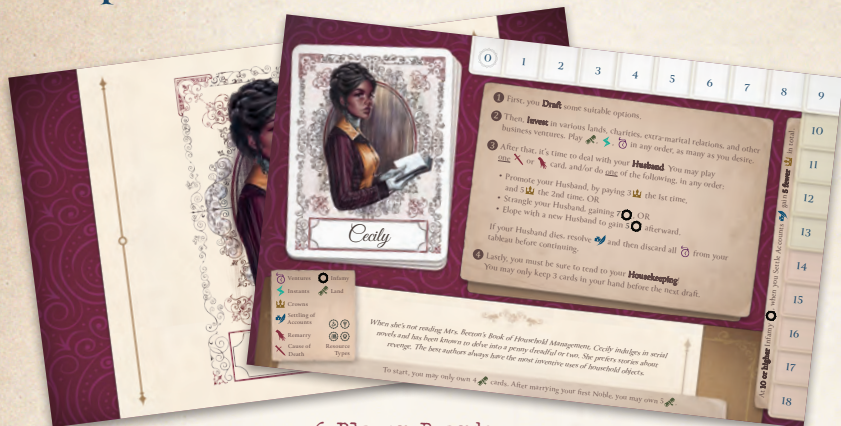 0 1 2 3 4 5 6 7 8 9
10
11
12
13
14
15
16
17
18
Cecily
1 First, you Draft some suitable options.
2 Then, Invest in various lands, charities, extra-marital relations, and other
business ventures. Play , , in any order, as many as you desire.
3 After that, it's time to deal with your Husband. You may play
one or card, and/or do one of the following, in any order:
• Promote your Husband, by paying 3 the 1st time,
and 5 the 2nd time. OR
• Strangle your Husband, gaining 7 , OR
• Elope with a new Husband to gain 5 afterward.
If your Husband dies, resolve and then discard all from your
tableau before continuing.
4 Lastly, you must be sure to tend to your Housekeeping!
You may only keep 3 cards in your hand before the next draft.
At 10 or higher Infamy when you Settle Accounts gain 5 fewer in total.
Ventures Infamy
Instants Land
Crowns
Settling of
Accounts
Remarry
Cause of
Death
Resource
Types
When she's not reading Mrs. Beeton's Book of Household Management, Cecily indulges in serial
novels and has been known to delve into a penny dreadful or two. She prefers stories about
revenge. The best authors always have the most inventive uses of household objects.
To start, you may only own 4 cards. After marrying your first Noble, you may own 5 .